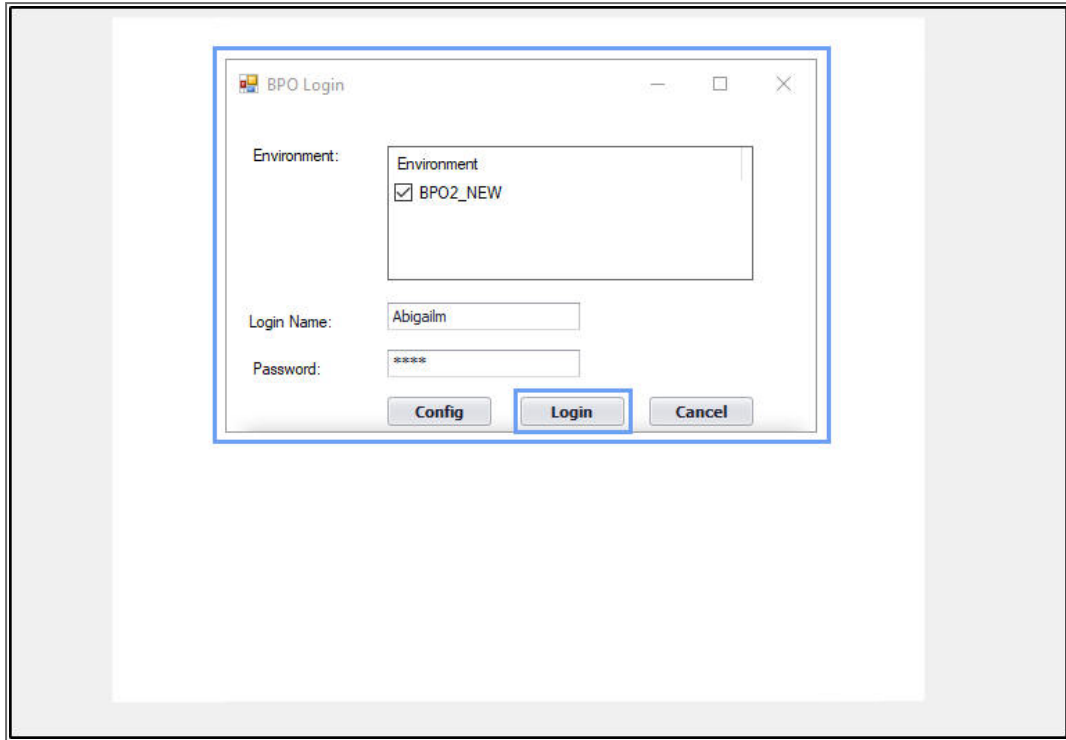 BPO Login
Environment:
Environment
BPO2_NEW
Login Name:
Abigailm
Password:
****
Config
Login
Cancel